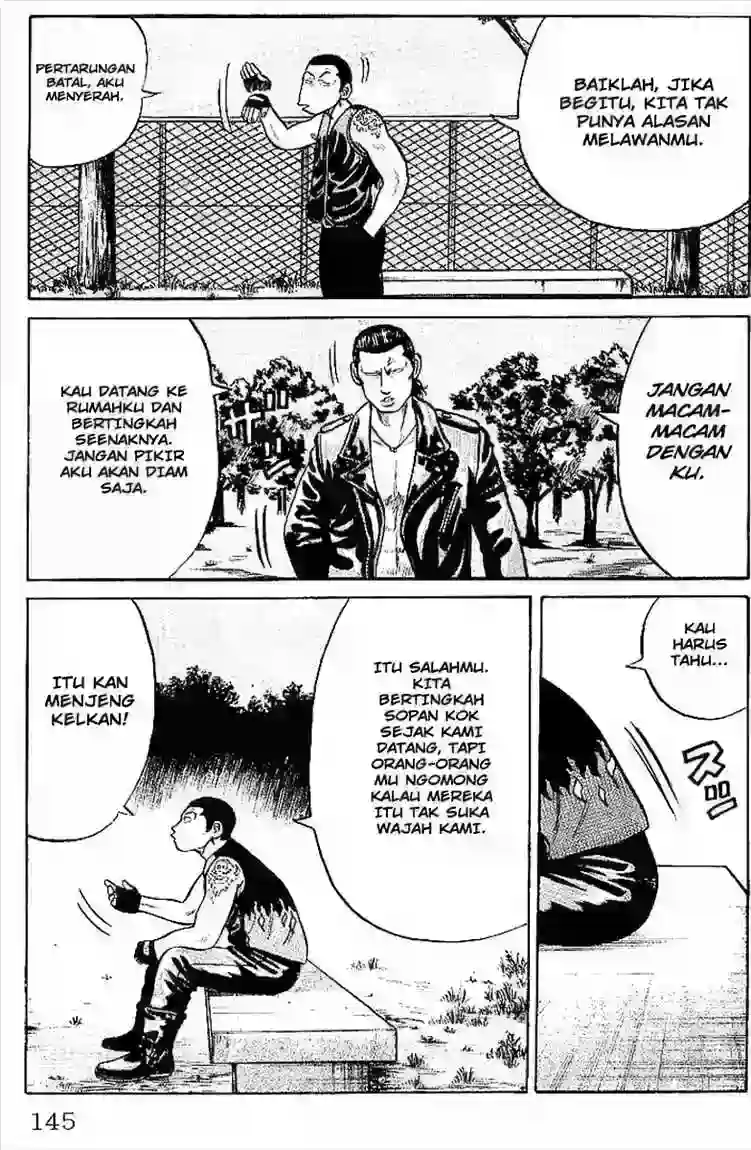 BAIKLAH, JIKA
BEGITU, KITA TAK
PUNYA ALASAN
MELAWANMU.
PERTARUNGAN
BATAL, AKU
MENYERAH.
JANGAN
MACAM-
MACAM
DENGAN
KU.
KAU DATANG KE
RUMAHKU DAN
BERTINGKAH
SEENAKNYA.
JANGAN PIKIR
AKU AKAN DIAM
SAJA.
KAU
HARUS
TAHU...
ズン
ITU SALAHMU.
KITA
BERTINGKAH
SOPAN KOK
SEJAK KAMI
DATANG, TAPI
ORANG-ORANG
MU NGOMONG
KALAU MEREKA
ITU TAK SUKA
WAJAH KAMI.
ITU KAN
MENJENG
KELKAN!
145